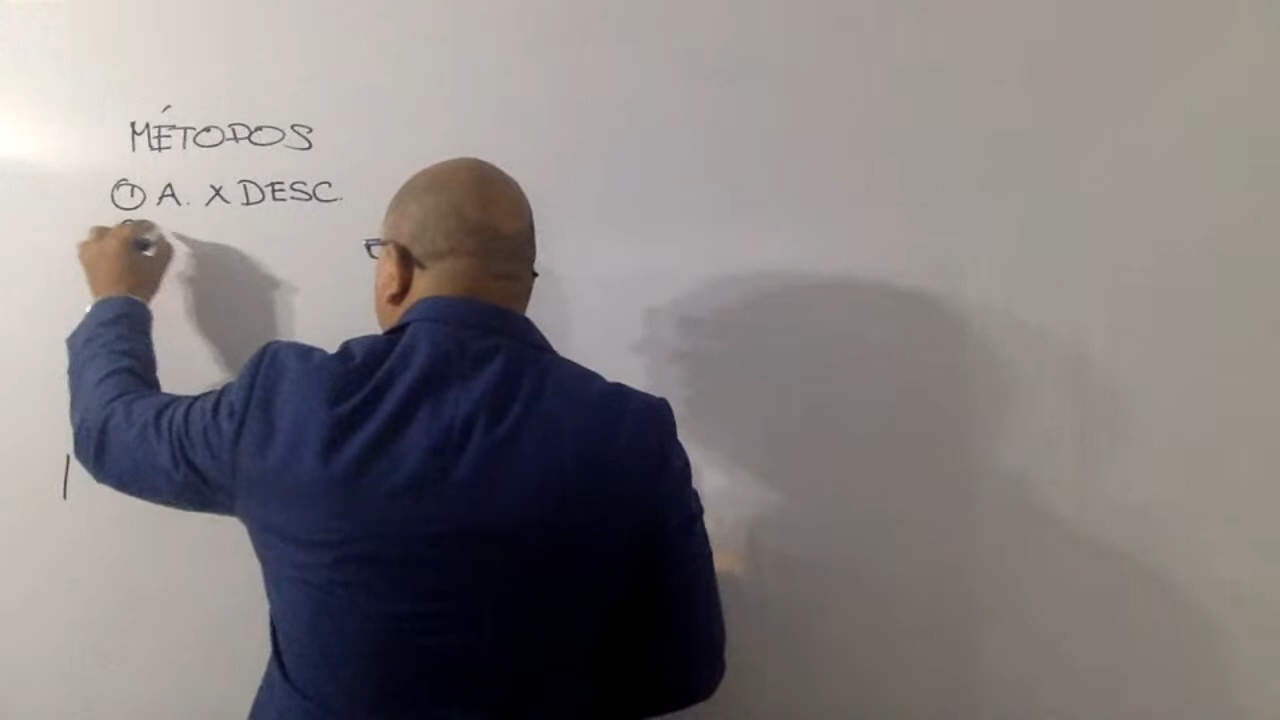 MÉTODOS
① A. X DESC.